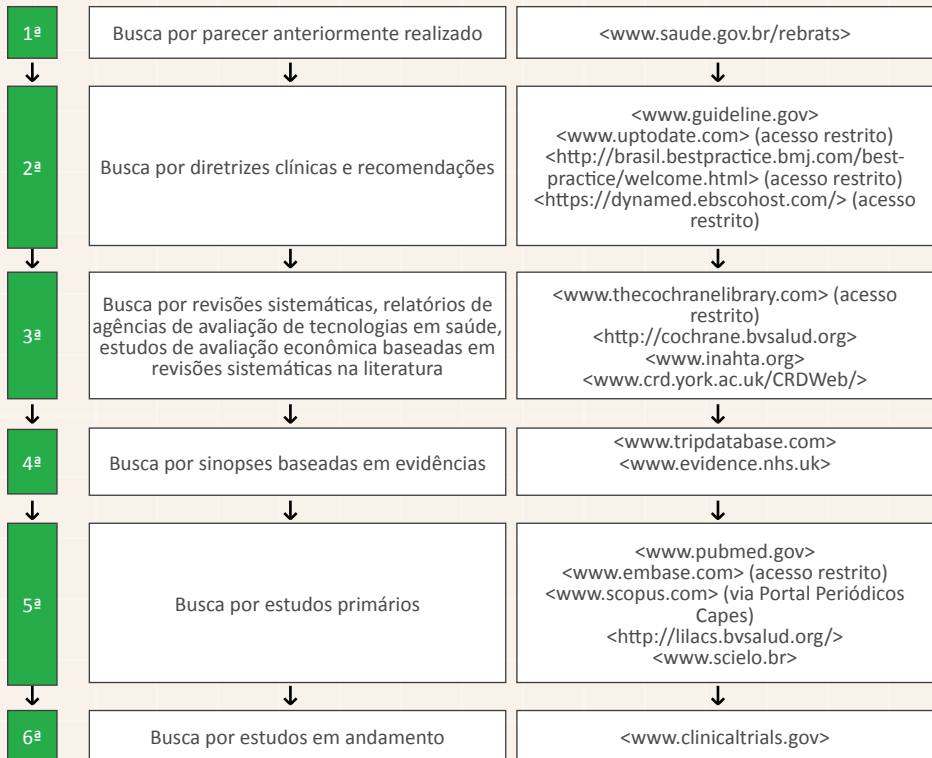 1ª
Busca por parecer anteriormente realizado
<www.saude.gov.br/rebrats>
2ª
Busca por diretrizes clínicas e recomendações
<www.guideline.gov>
<www.uptodate.com> (acesso restrito)
<http://brasil.bestpractice.bmj.com/best-
practice/welcome.html> (acesso restrito)
<https://dynamed.ebscohost.com/> (acesso
restrito)
3ª
Busca por revisões sistemáticas, relatórios de
agências de avaliação de tecnologias em saúde,
estudos de avaliação econômica baseadas em
revisões sistemáticas na literatura
<www.thecochranelibrary.com> (acesso
restrito)
<http://cochrane.bvsalud.org>
<www.inahta.org>
<www.crd.york.ac.uk/CRDWeb/>
4ª
Busca por sinopses baseadas em evidências
<www.tripdatabase.com>
<www.evidence.nhs.uk>
5ª
Busca por estudos primários
<www.pubmed.gov>
<www.embase.com> (acesso restrito)
<www.scopus.com> (via Portal Periódicos
Capes)
<http://lilacs.bvsalud.org/>
<www.scielo.br>
6ª
Busca por estudos em andamento
<www.clinicaltrials.gov>